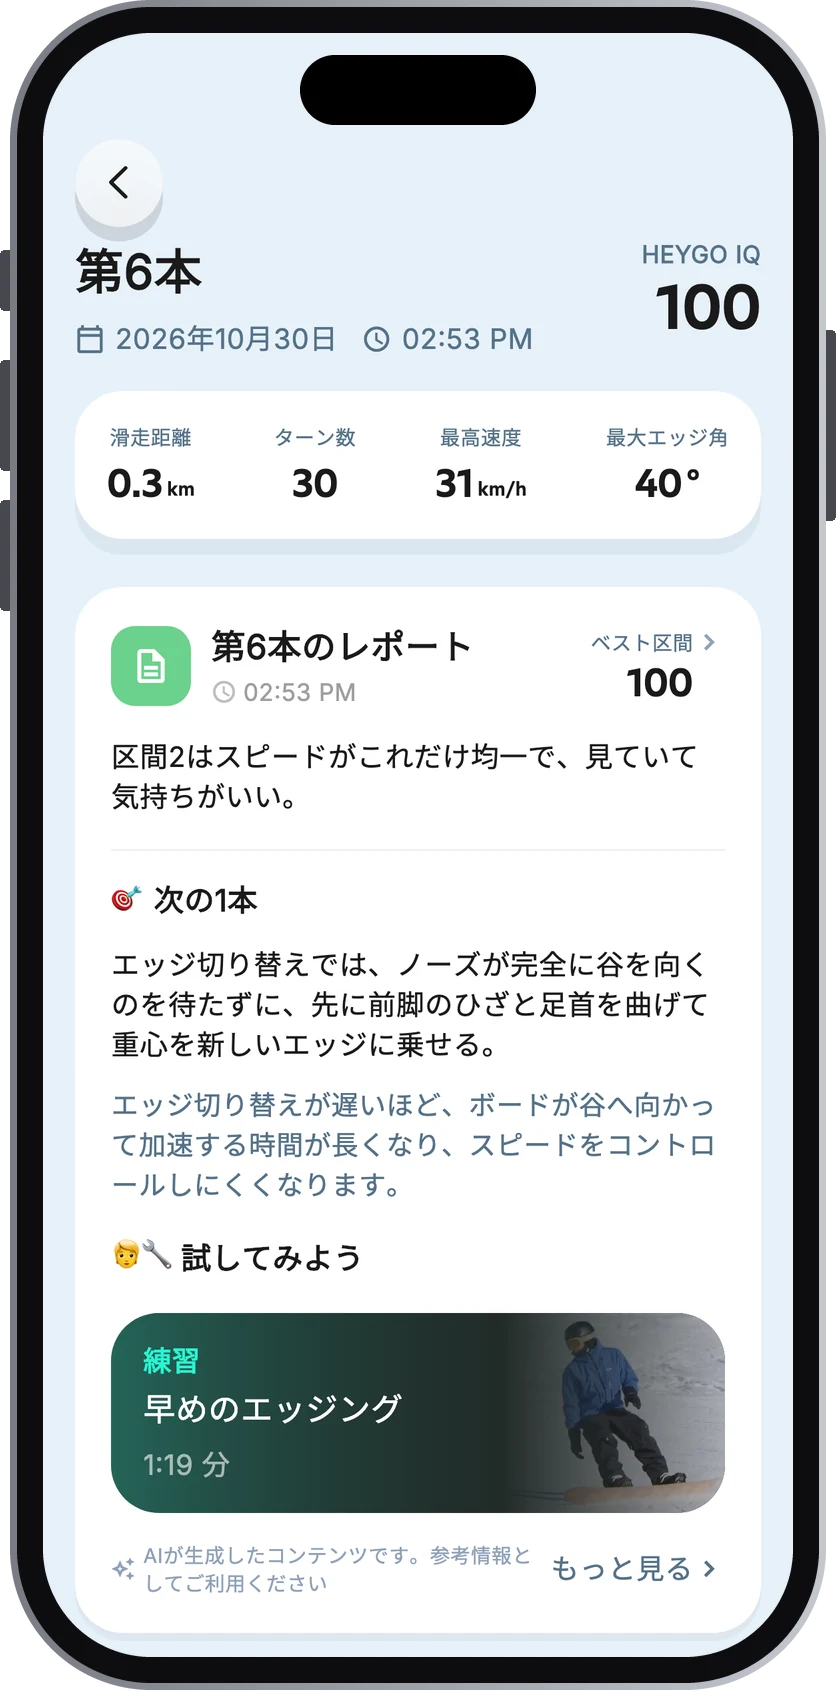 第6本
HEYGO IQ
100
2026年10月30日 02:53 PM
滑走距離 ターン数 最高速度 最大エッジ角
0.3 km 30 31 km/h 40°
第6本のレポート
02:53 PM
ベスト区間
100
区間2はスピードがこれだけ均一で、見ていて
気持ちがいい。
次の1本
エッジ切り替えでは、ノーズが完全に谷を向く
のを待たずに、先に前脚のひざと足首を曲げて
重心を新しいエッジに乗せる。
エッジ切り替えが遅いほど、ボードが谷へ向かっ
て加速する時間が長くなり、スピードをコントロ
ールしにくくなります。
試してみよう
練習
早めのエッジング
1:19 分
AIが生成したコンテンツです。参考情報と
してご利用ください
もっと見る